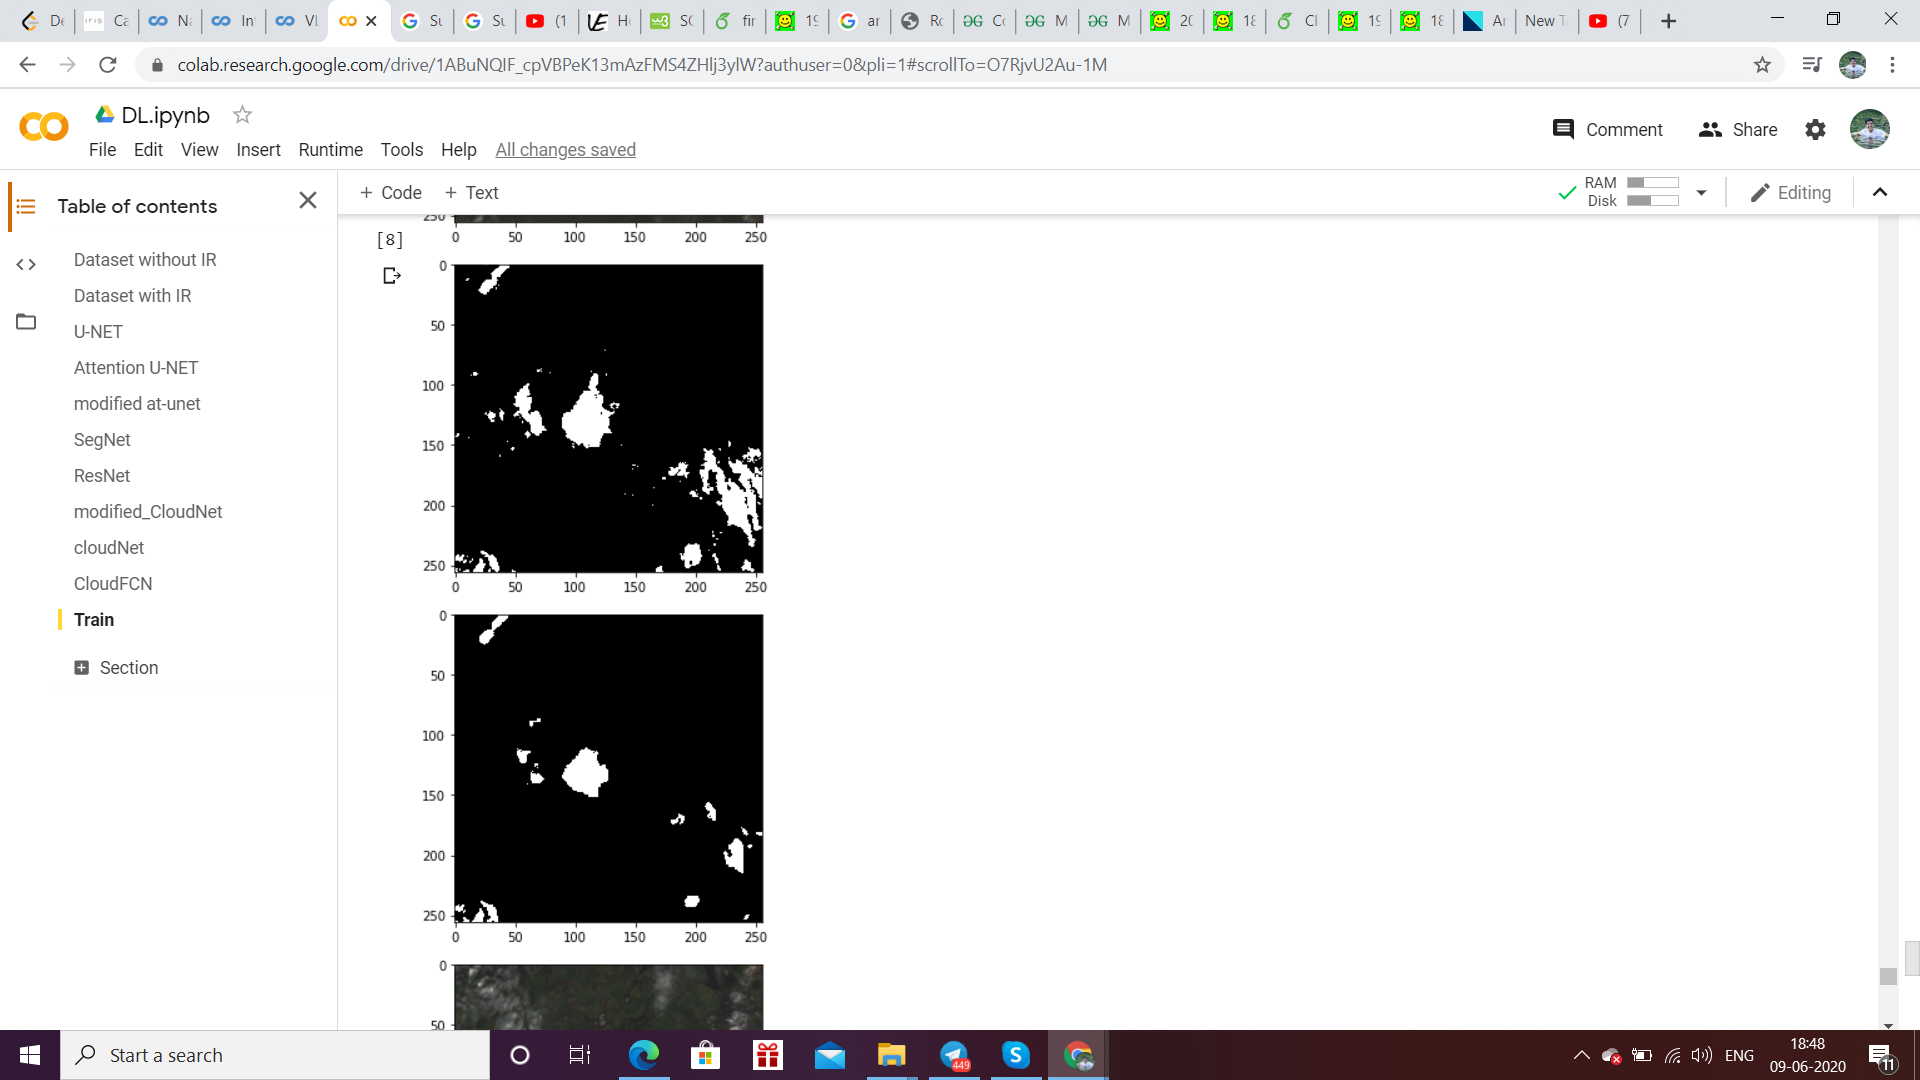 De
Ca
Na
In
VL
Su
Su
(1
H
SC
fir
19
ar
Ro
Co
M
M
20
18
Cl
19
18
Ar
New T
(7
colab.research.google.com/drive/1ABuNQIF_cpVBPeK13mAzFMS4ZHlj3ylW?authuser=0&pli=1#scrollTo=O7RjvU2Au-1M
DL.ipynb
Comment
Share
File Edit View Insert Runtime Tools Help All changes saved
Table of contents
+ Code + Text
RAM
Disk
Editing
Dataset without IR
Dataset with IR
U-NET
Attention U-NET
modified at-unet
SegNet
ResNet
modified_CloudNet
cloudNet
CloudFCN
Train
Section
[8]
250
0 50 100 150 200 250
0
50
100
150
200
250
0 50 100 150 200 250
0
50
100
150
200
250
0 50 100 150 200 250
0
50
Start a search
449
ENG
18:48
09-06-2020
11